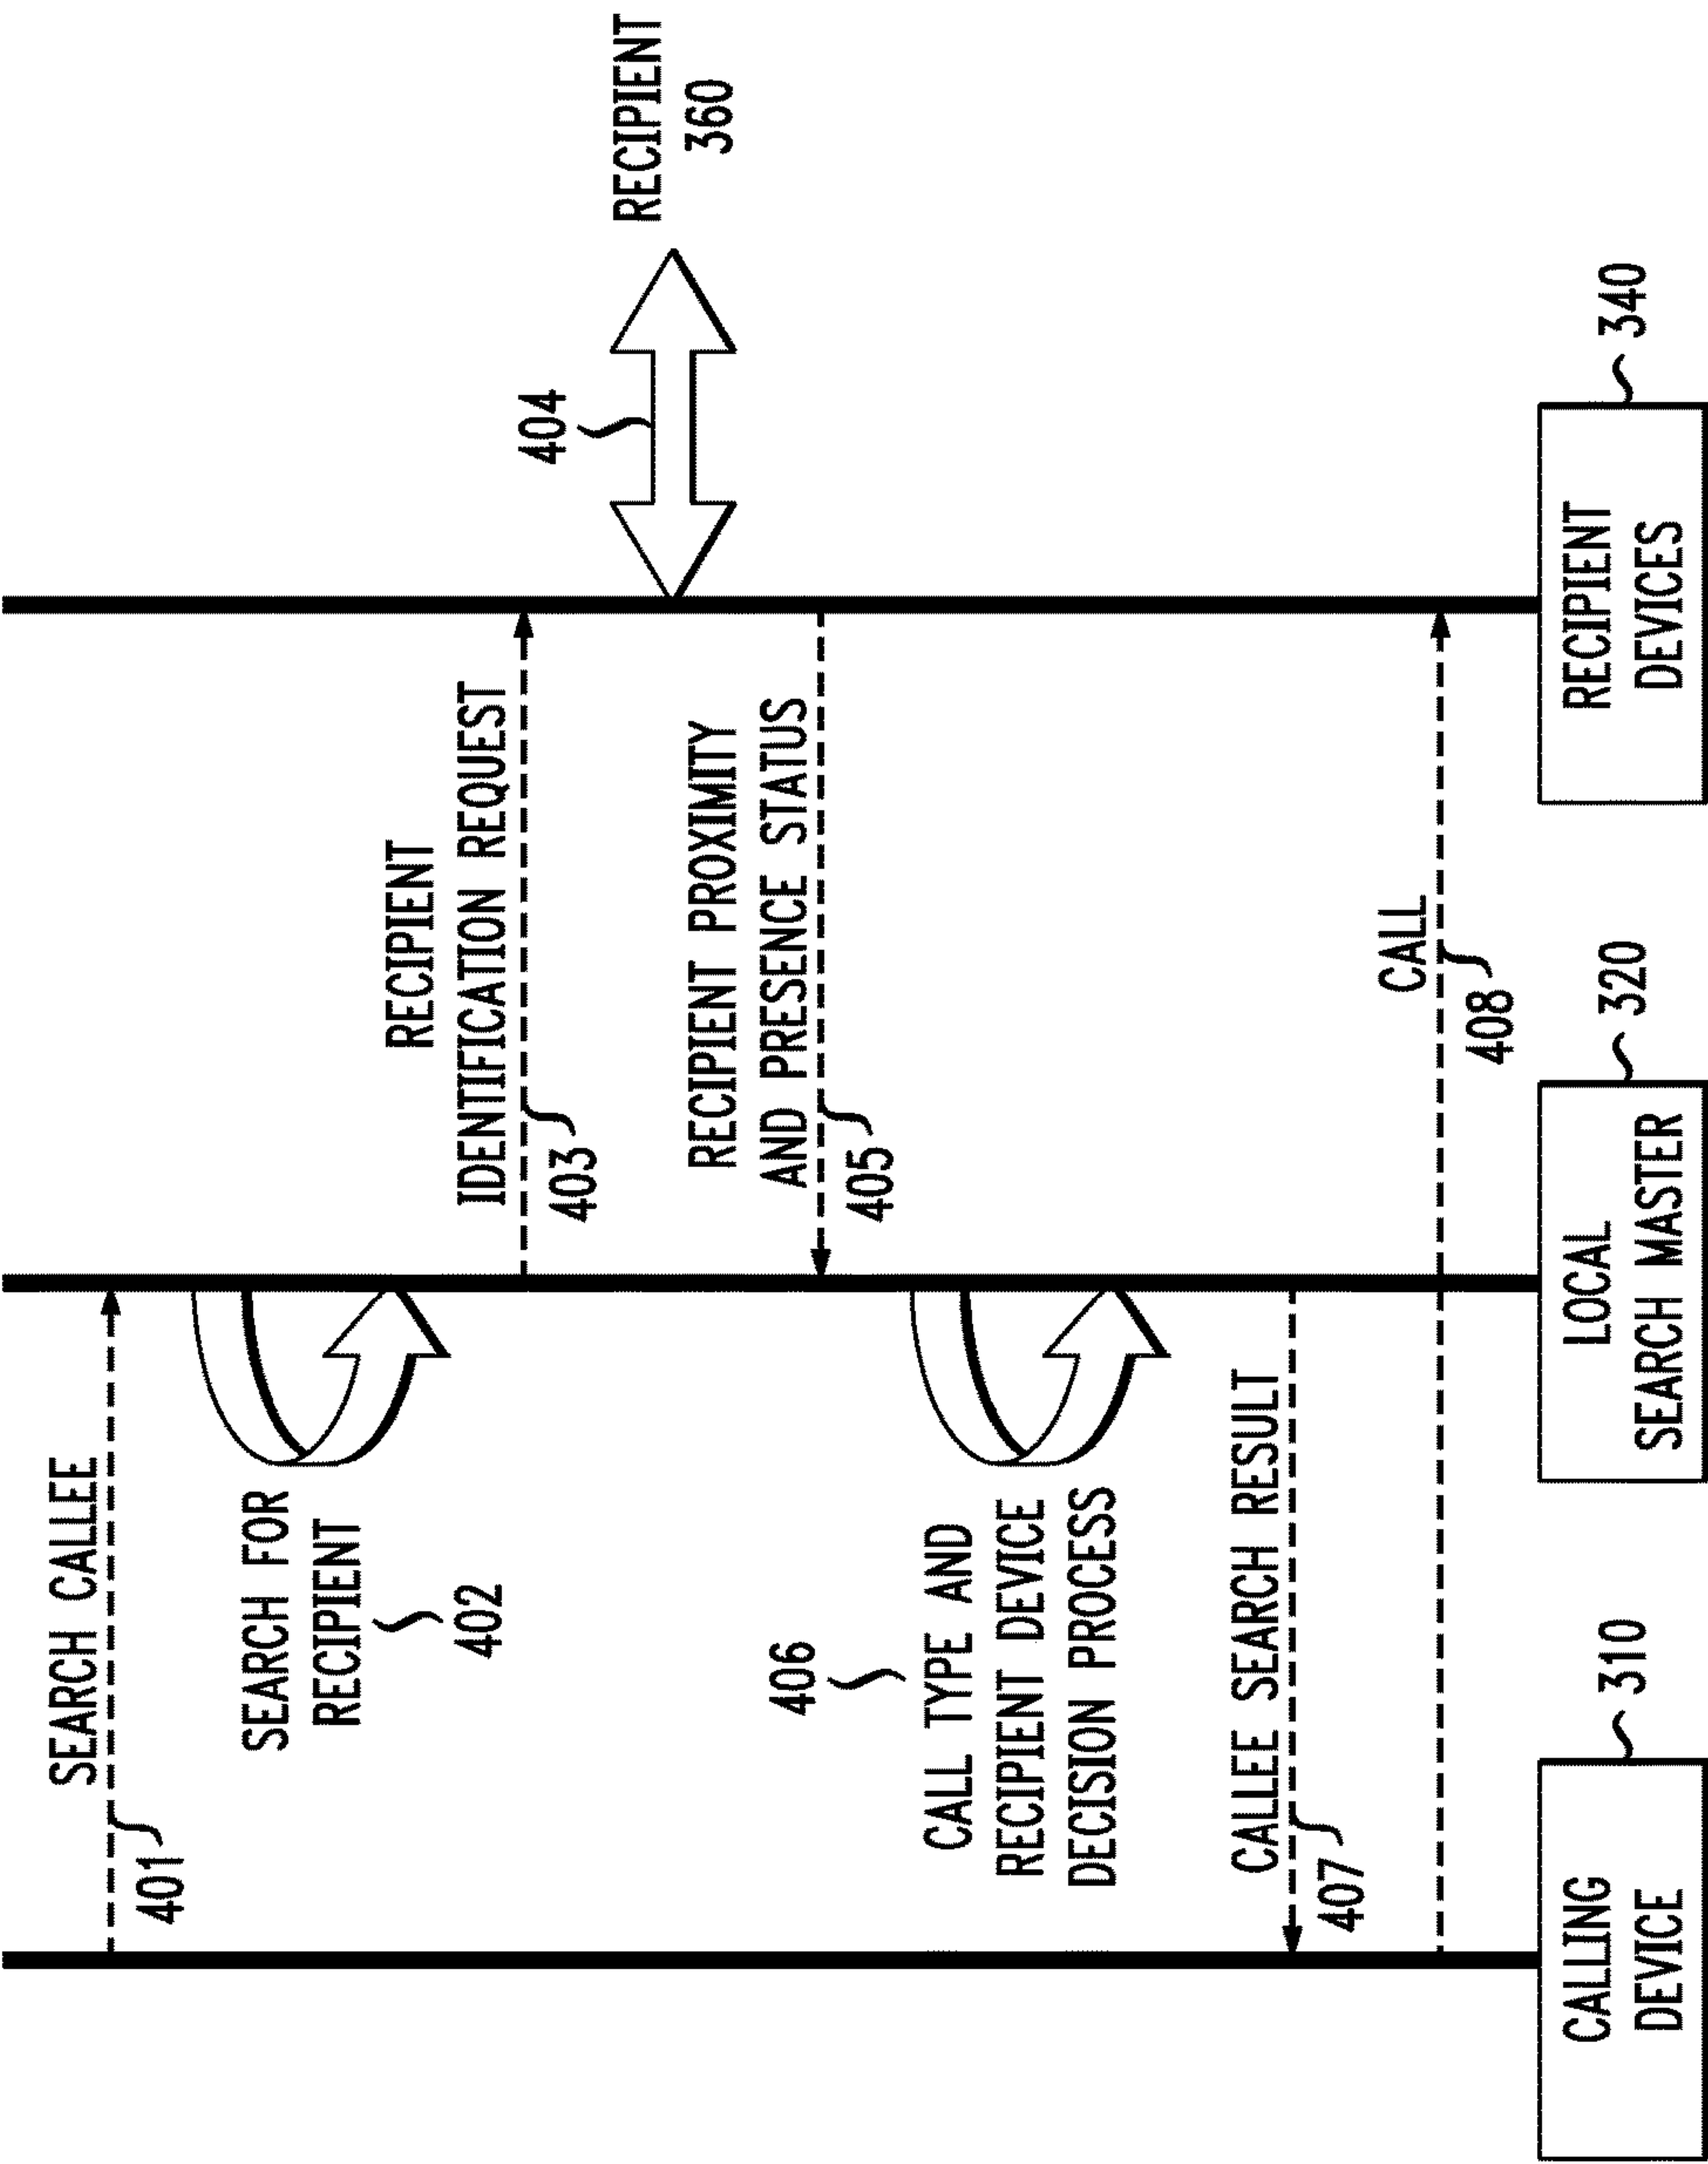 SEARCH CALLEE
401
SEARCH FOR
RECIPIENT
402
RECIPIENT
IDENTIFICATION REQUEST
403
404
RECIPIENT
360
RECIPIENT PROXIMITY
AND PRESENCE STATUS
405
406
CALL TYPE AND
RECIPIENT DEVICE
DECISION PROCESS
CALLEE SEARCH RESULT
407
CALL
408
CALLING
DEVICE
310
LOCAL
SEARCH MASTER
320
RECIPIENT
DEVICES
340